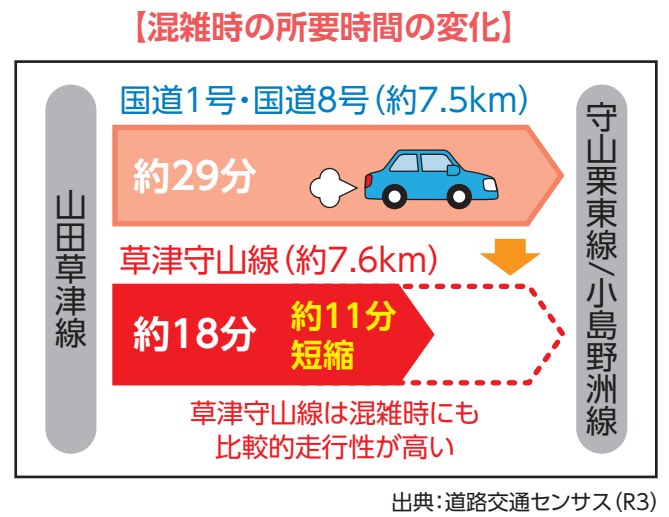 【混雑時の所要時間の変化】
国道1号・国道8号（約7.5km）
約29分
山田草津線
守山栗東線/小島野洲線
草津守山線（約7.6km）
約18分
約11分
短縮
草津守山線は混雑時にも
比較的走行性が高い
出典：道路交通センサス（R3）